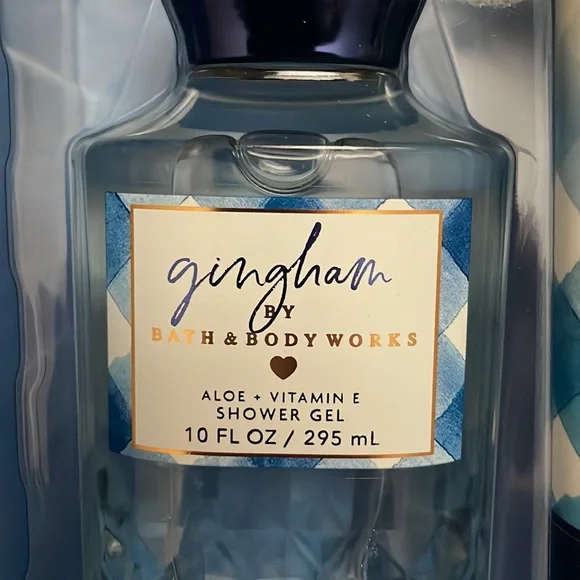 gingham
BY
BATH & BODY WORKS
ALOE + VITAMIN E
SHOWER GEL
10 FL OZ / 295 mL